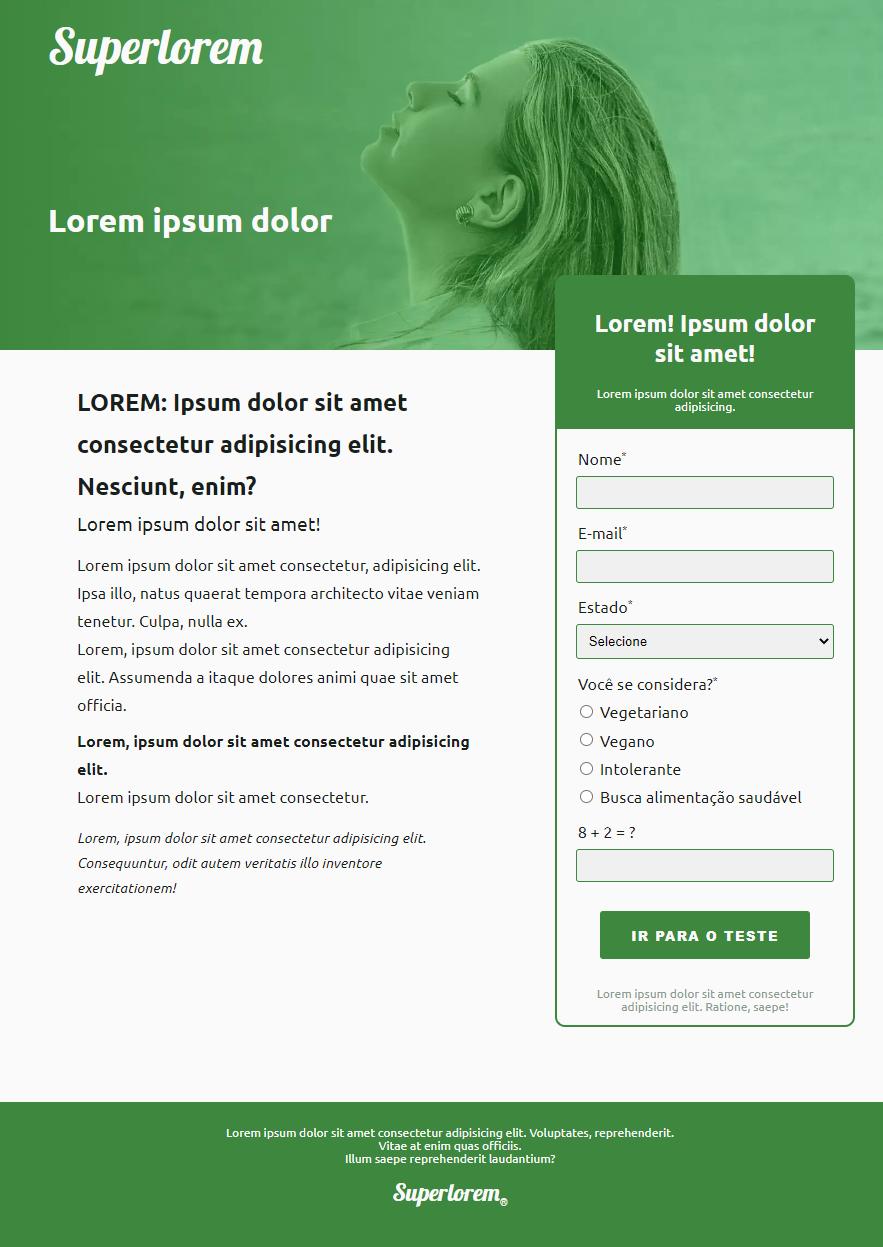 Superlorem
Lorem ipsum dolor
LOREM: Ipsum dolor sit amet
consectetur adipisicing elit.
Nesciunt, enim?
Lorem ipsum dolor sit amet!
Lorem ipsum dolor sit amet consectetur, adipisicing elit.
Ipsa illo, natus quaerat tempora architecto vitae veniam
tenetur. Culpa, nulla ex.
Lorem, ipsum dolor sit amet consectetur adipisicing
elit. Assumenda a itaque dolores animi quae sit amet
officia.
Lorem, ipsum dolor sit amet consectetur adipisicing
elit.
Lorem ipsum dolor sit amet consectetur.
Lorem, ipsum dolor sit amet consectetur adipisicing elit.
Consequuntur, odit autem veritatis illo inventore
exercitationem!
Lorem! Ipsum dolor
sit amet!
Lorem ipsum dolor sit amet consectetur
adipisicing.
Nome*
E-mail*
Estado*
Selecione
Você se considera?*
Vegetariano
Vegano
Intolerante
Busca alimentação saudável
8 + 2 = ?
IR PARA O TESTE
Lorem ipsum dolor sit amet consectetur
adipisicing elit. Ratione, saepe!
Lorem ipsum dolor sit amet consectetur adipisicing elit. Voluptates, reprehenderit.
Vitae at enim quas officiis.
Illum saepe reprehenderit laudantium?
Superlorem®